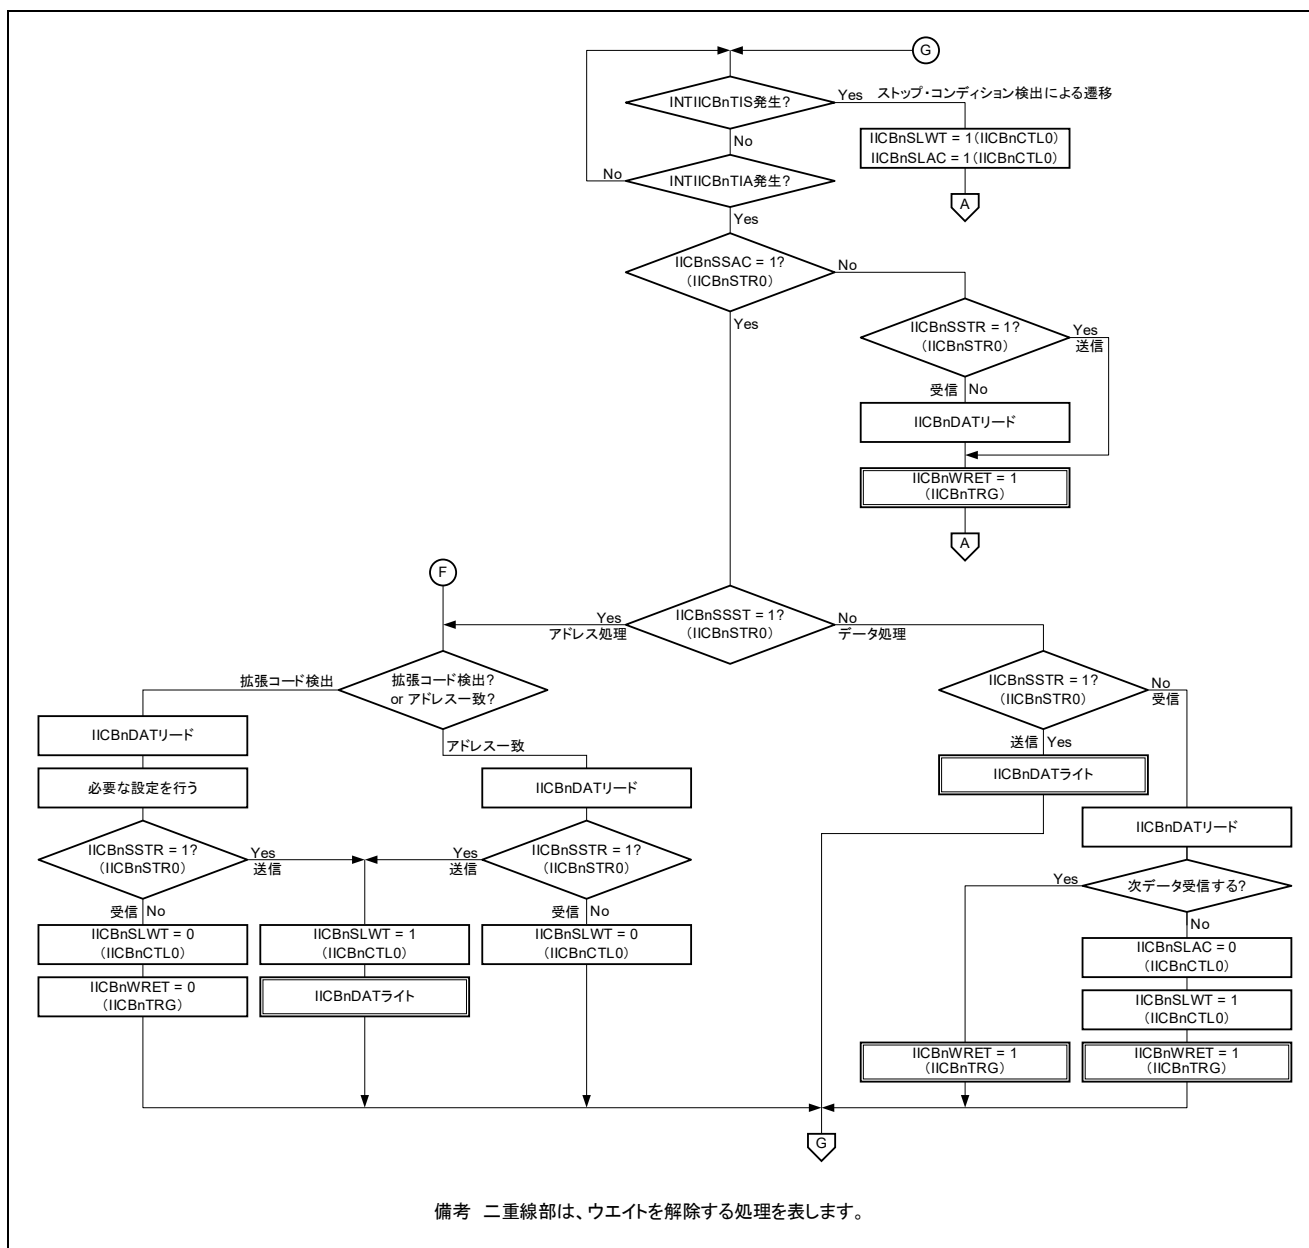 G
INTIICBnTIS発生?
Yes
ストップ・コンディション検出による遷移
IICBnSLWT = 1(IICBnCTL0)
IICBnSLAC = 1(IICBnCTL0)
A
No
No
INTIICBnTIA発生?
Yes
IICBnSSAC = 1?
(IICBnSTR0)
No
Yes
IICBnSSTR = 1?
(IICBnSTR0)
Yes
送信
受信 No
IICBnDATリード
IICBnWRET = 1
(IICBnTRG)
A
F
IICBnSSST = 1?
(IICBnSTR0)
Yes
アドレス処理
No
データ処理
拡張コード検出?
or アドレス一致?
拡張コード検出
アドレス一致
IICBnDATリード
必要な設定を行う
IICBnSSTR = 1?
(IICBnSTR0)
Yes
送信
受信 No
IICBnSLWT = 0
(IICBnCTL0)
IICBnWRET = 0
(IICBnTRG)
IICBnDATリード
IICBnSSTR = 1?
(IICBnSTR0)
Yes
送信
受信 No
IICBnSLWT = 1
(IICBnCTL0)
IICBnDATライト
IICBnSLWT = 0
(IICBnCTL0)
IICBnSSTR = 1?
(IICBnSTR0)
No
受信
送信 Yes
IICBnDATライト
IICBnDATリード
次データ受信する?
Yes
No
IICBnSLAC = 0
(IICBnCTL0)
IICBnSLWT = 1
(IICBnCTL0)
IICBnWRET = 1
(IICBnTRG)
IICBnWRET = 1
(IICBnTRG)
G
備考 二重線部は、ウエイトを解除する処理を表します。